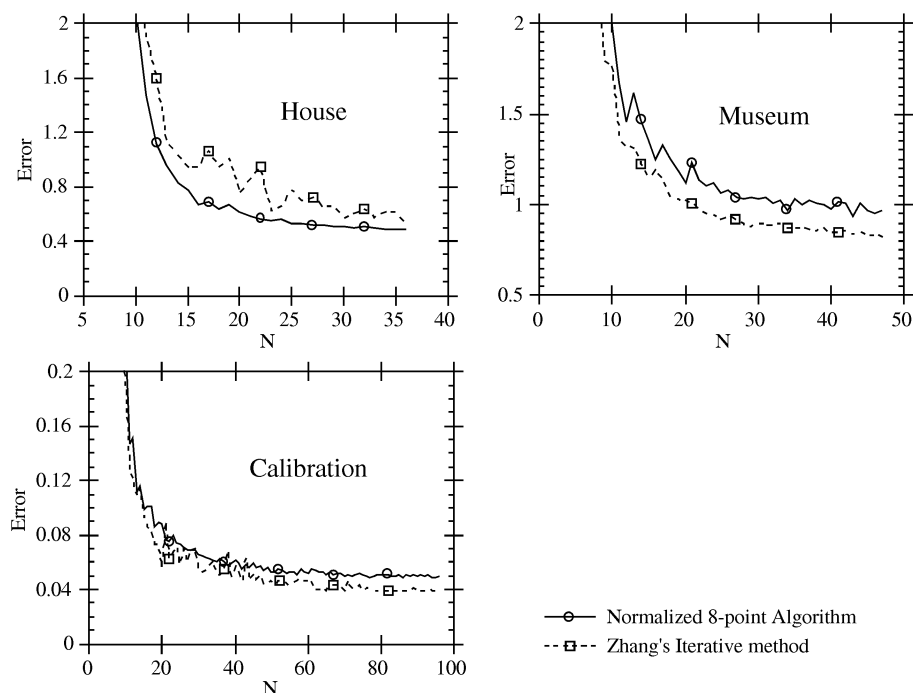 2
1.6
1.2
0.8
0.4
0
Error
House
5 10 15 20 25 30 35 40
N
2
1.5
1
0.5
Error
Museum
0 10 20 30 40 50
N
0.2
0.16
0.12
0.08
0.04
0
Error
Calibration
0 20 40 60 80 100
N
Normalized 8-point Algorithm
Zhang's Iterative method